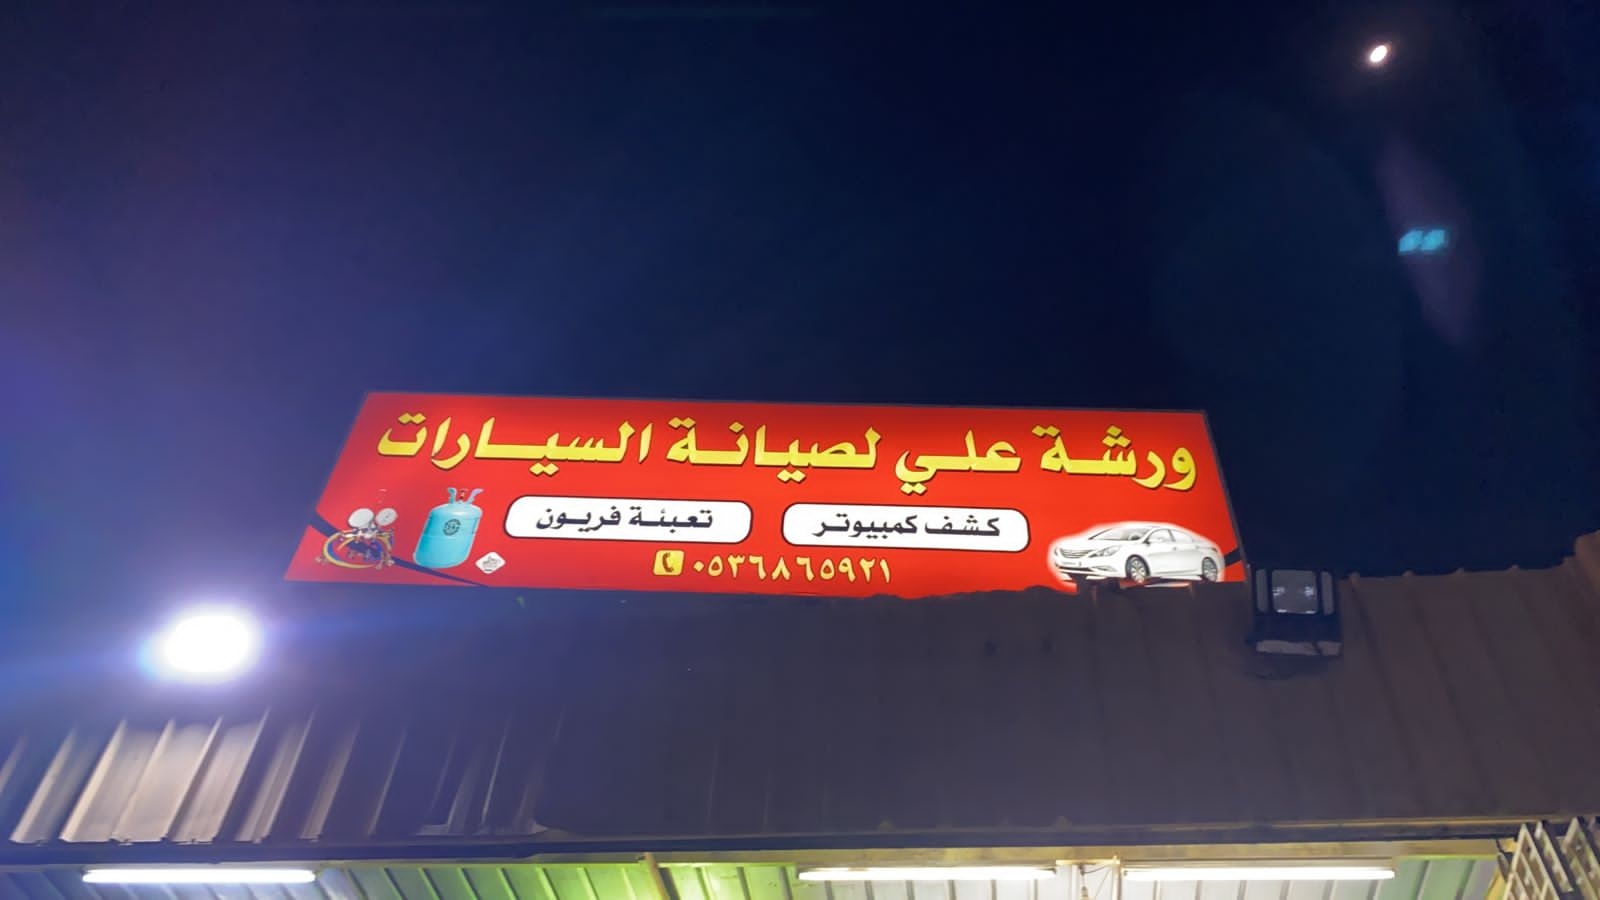 ورشة علي لصيانة السيارات
كشف كمبيوتر
تعبئة فريون
٠٥٣٦٨٦٥٩٢١